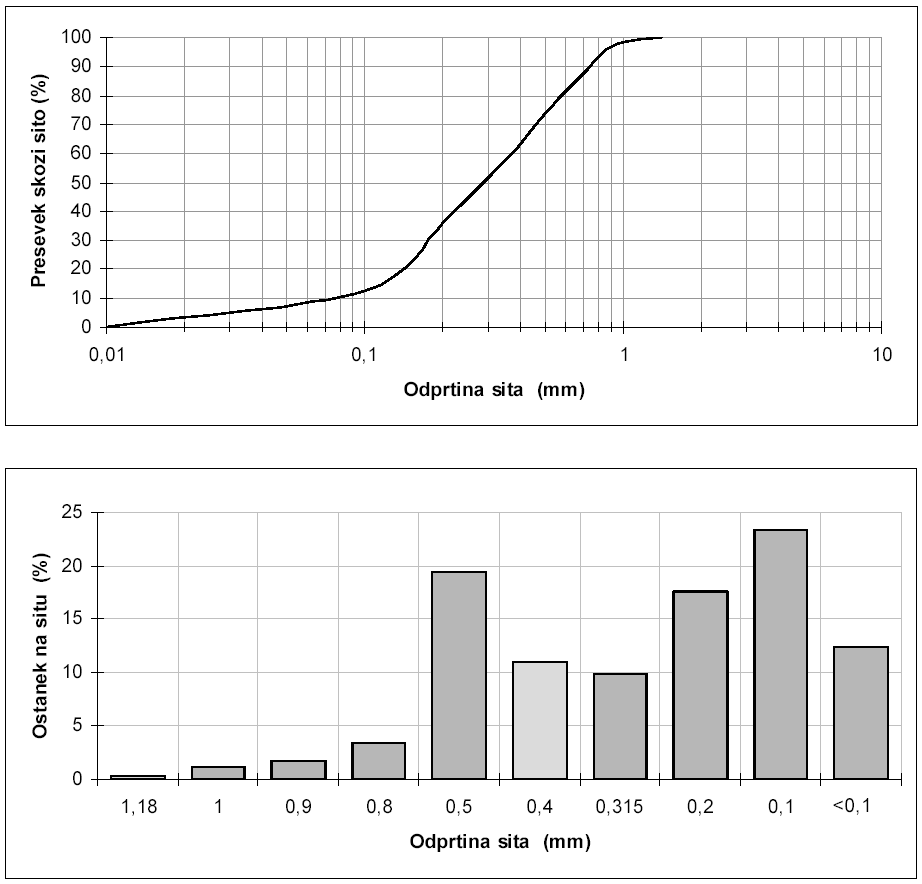 100
90
80
70
60
50
40
30
20
10
0
Presevek skozi sito (%)
0,01 0,1 1 10
Odprtina sita (mm)
25
20
15
10
5
0
Ostanek na situ (%)
1,18 1 0,9 0,8 0,5 0,4 0,315 0,2 0,1 <0,1
Odprtina sita (mm)